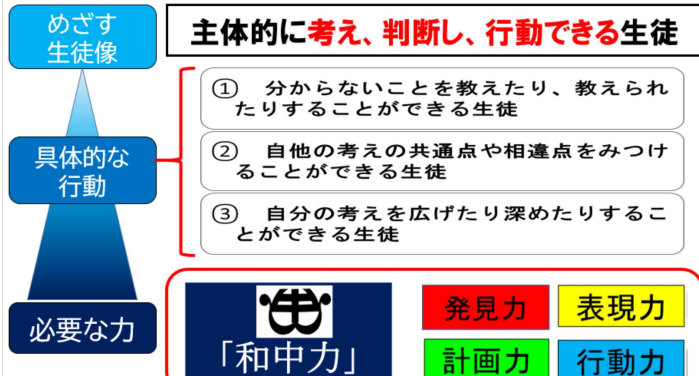 めざす
生徒像
主体的に考え、判断し、行動できる生徒
① 分からないことを教えたり、教えられ
たりすることができる生徒
具体的な
行動
② 自他の考えの共通点や相違点をみつけ
ることができる生徒
③ 自分の考えを広げたり深めたりするこ
とができる生徒
必要な力
「和中力」
発見力
表現力
計画力
行動力